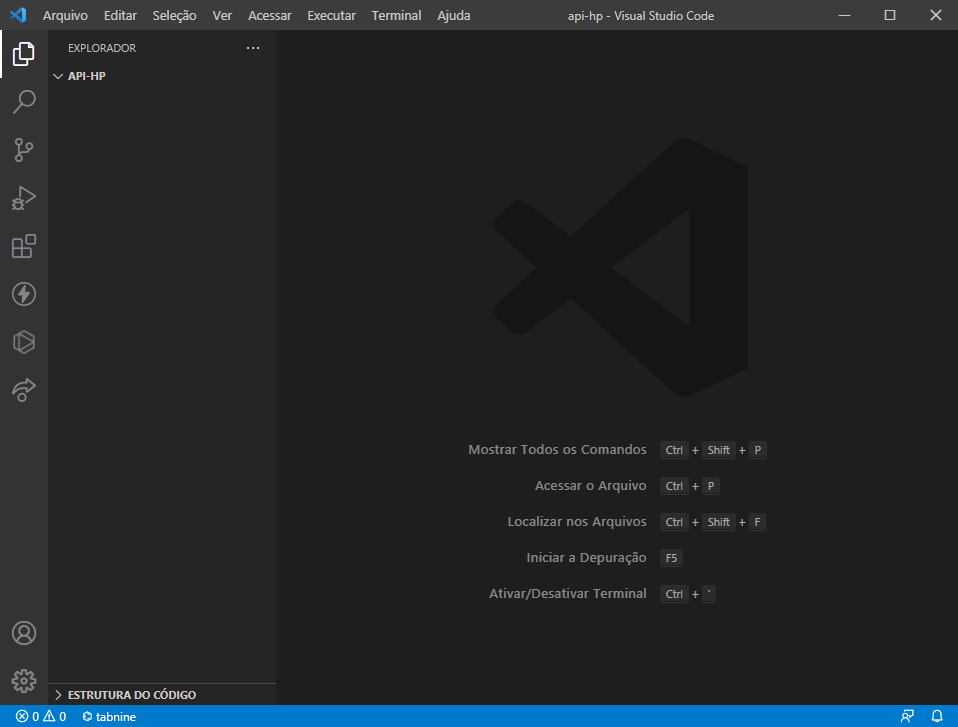 Arquivo Editar Seleção Ver Acessar Executar Terminal Ajuda api-hp - Visual Studio Code
EXPLORADOR ...
API-HP
Mostrar Todos os Comandos Ctrl + Shift + P
Acessar o Arquivo Ctrl + P
Localizar nos Arquivos Ctrl + Shift + F
Iniciar a Depuração F5
Ativar/Desativar Terminal Ctrl + '
ESTRUTURA DO CÓDIGO
0 0 tabnine